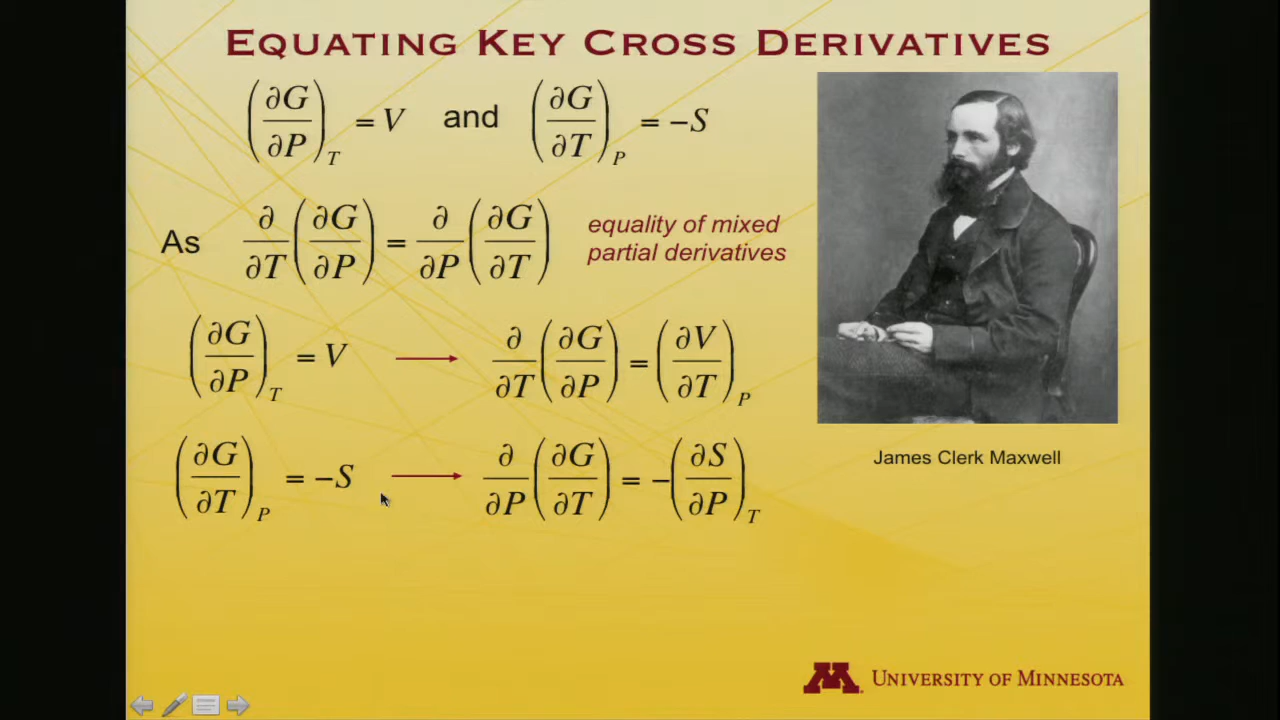 EQUATING KEY CROSS DERIVATIVES
(∂G/∂P)_T = V and (∂G/∂T)_P = −S
As ∂/∂T (∂G/∂P) = ∂/∂P (∂G/∂T)
equality of mixed
partial derivatives
(∂G/∂P)_T = V → ∂/∂T (∂G/∂P) = (∂V/∂T)_P
(∂G/∂T)_P = −S → ∂/∂P (∂G/∂T) = −(∂S/∂P)_T
James Clerk Maxwell
M UNIVERSITY OF MINNESOTA